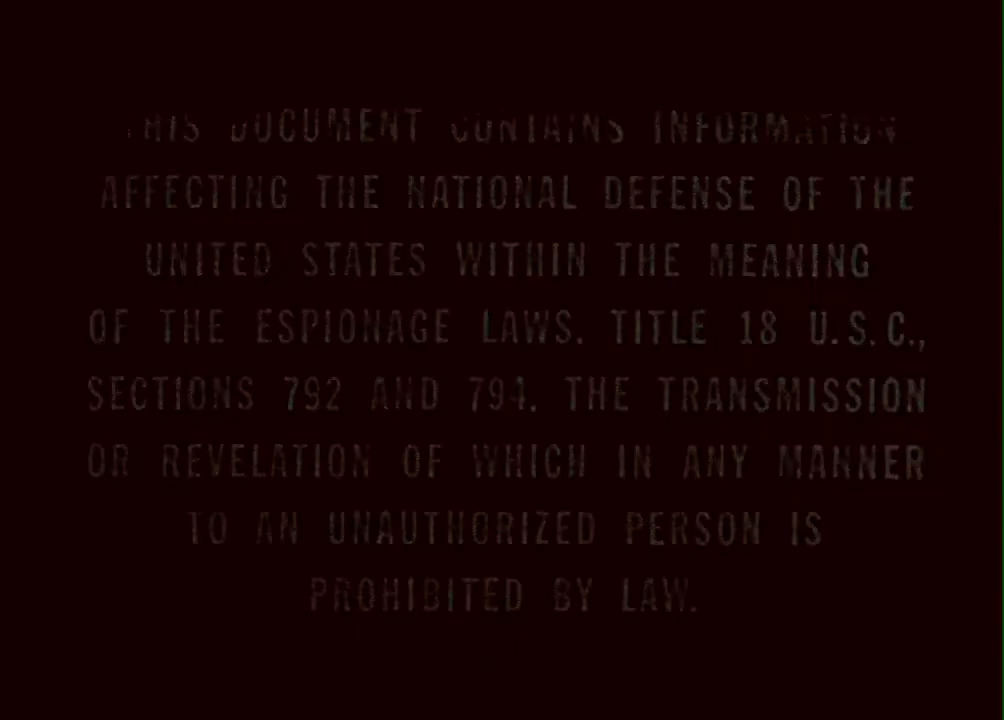 THIS DOCUMENT CONTAINS INFORMATION
AFFECTING THE NATIONAL DEFENSE OF THE
UNITED STATES WITHIN THE MEANING
OF THE ESPIONAGE LAWS. TITLE 18 U.S.C.,
SECTIONS 792 AND 794. THE TRANSMISSION
OR REVELATION OF WHICH IN ANY MANNER
TO AN UNAUTHORIZED PERSON IS
PROHIBITED BY LAW.